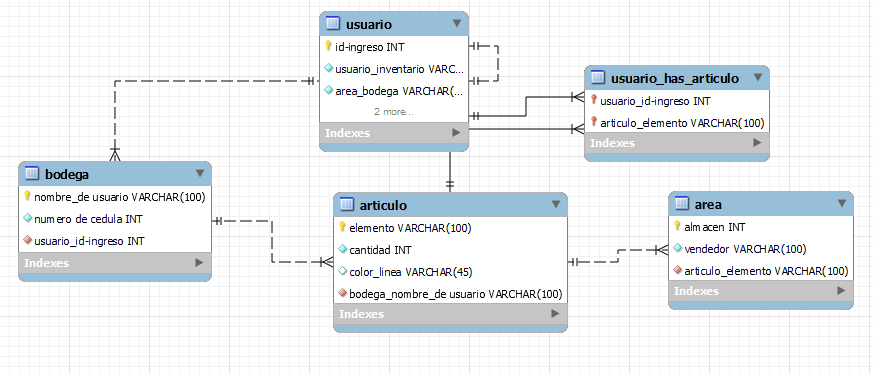 usuario
id-ingreso INT
usuario_inventario VARC...
area_bodega VARCHAR(...
2 more...
Indexes
usuario_has_articulo
usuario_id-ingreso INT
articulo_elemento VARCHAR(100)
Indexes
bodega
nombre_de usuario VARCHAR(100)
numero de cedula INT
usuario_id-ingreso INT
Indexes
articulo
elemento VARCHAR(100)
cantidad INT
color_linea VARCHAR(45)
bodega_nombre_de usuario VARCHAR(100)
Indexes
area
almacen INT
vendedor VARCHAR(100)
articulo_elemento VARCHAR(100)
Indexes